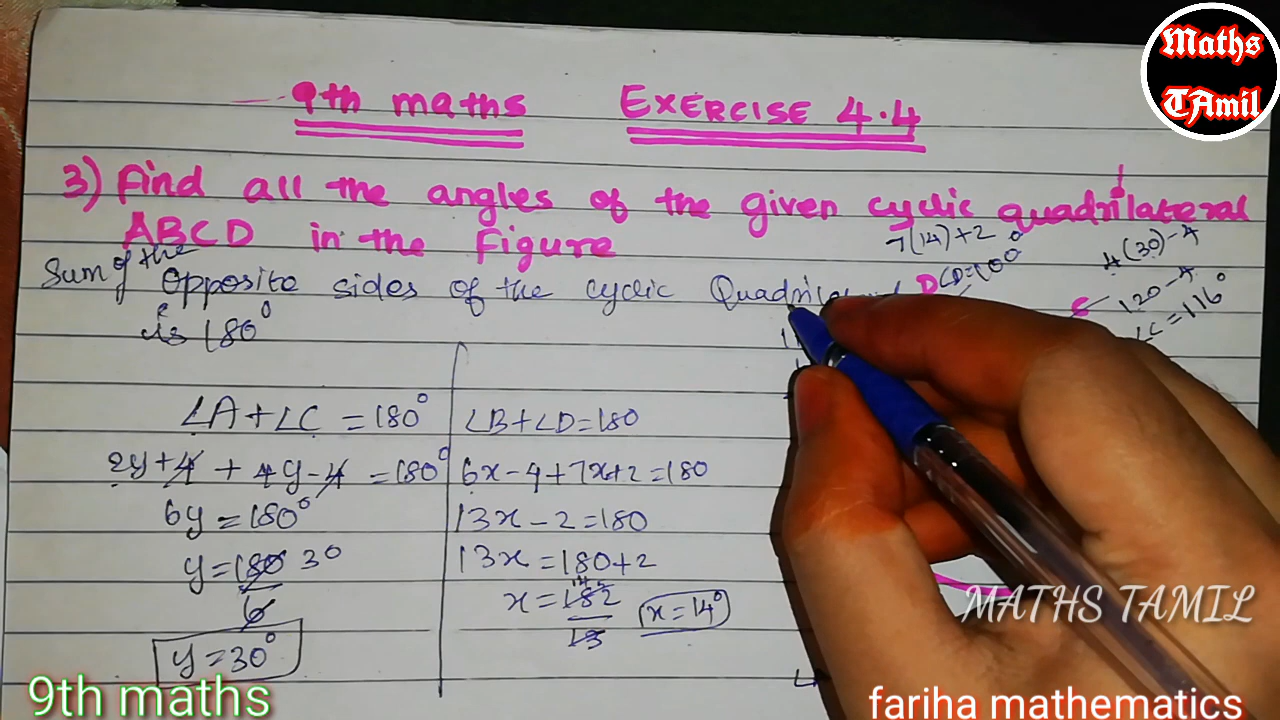 Maths
TAmil
9th maths EXERCISE 4.4
3) Find all the angles of the given cyclic quadrilateral
ABCD in the Figure
Sum of the opposite sides of the cyclic
is 180°
7(14)+2
D
4(30)-4
C
120-4
∠C=116°
∠A+∠C=180°
2y+4+4y-4=180°
6y=180°
y=180 30
6
y=30°
∠B+∠D=180
6x-4+7x+2=180
13x-2=180
13x=180+2
x=182
13
x=14°
MATHS TAMIL
9th maths
fariha mathematics